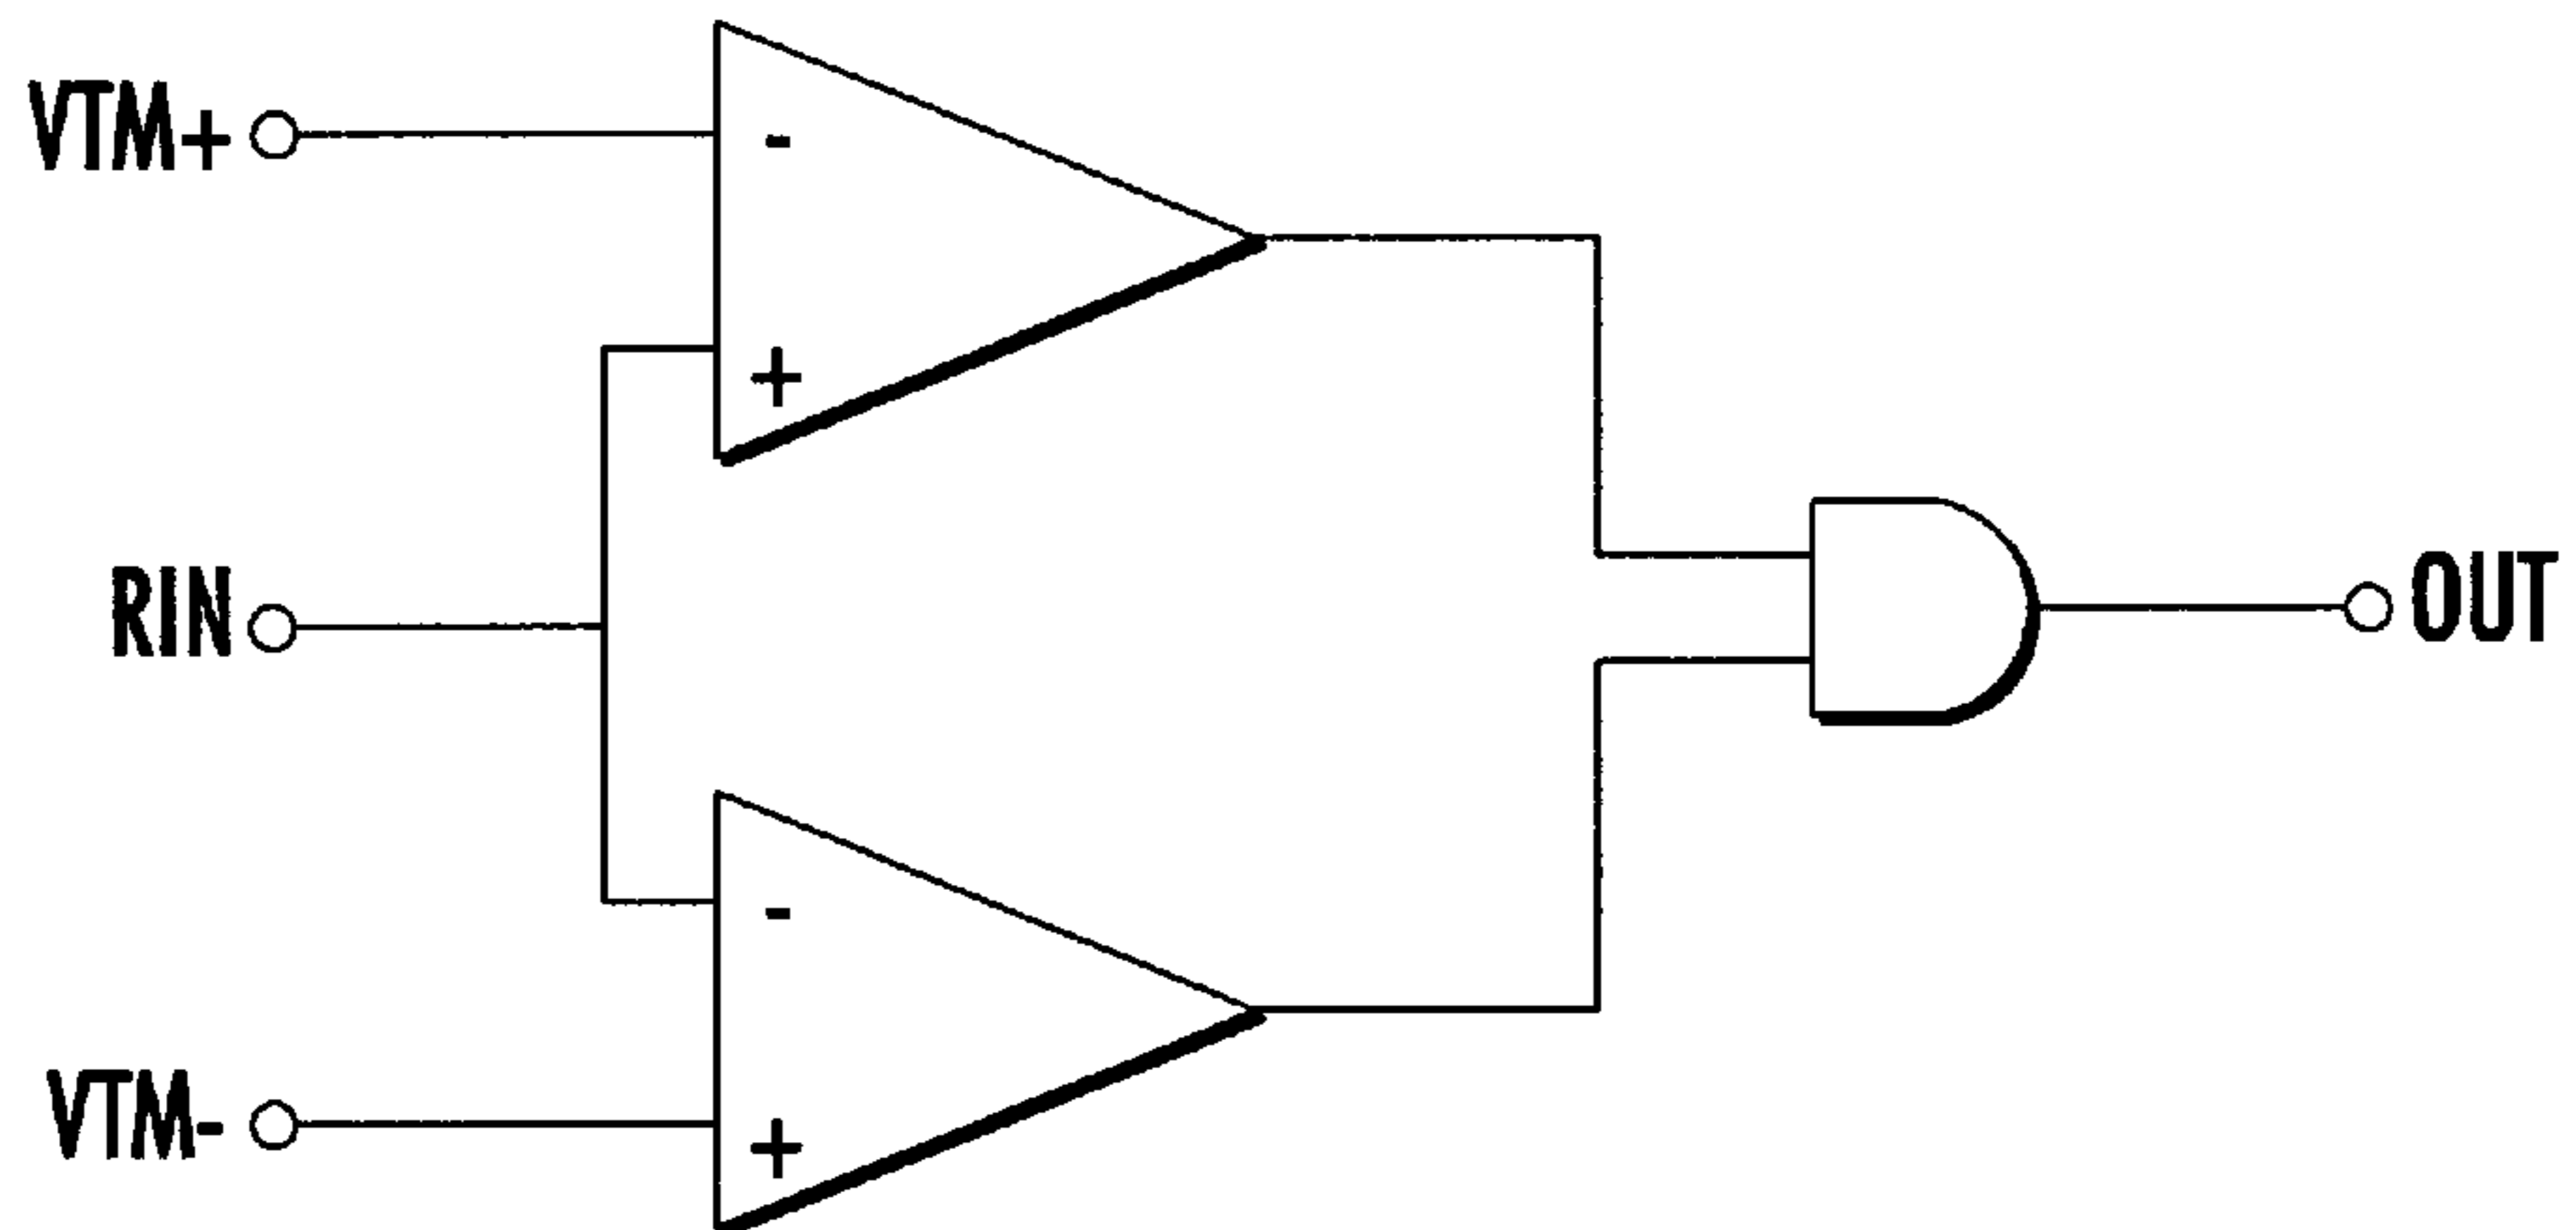 VTM+
-
+
RIN
OUT
-
VTM-
+